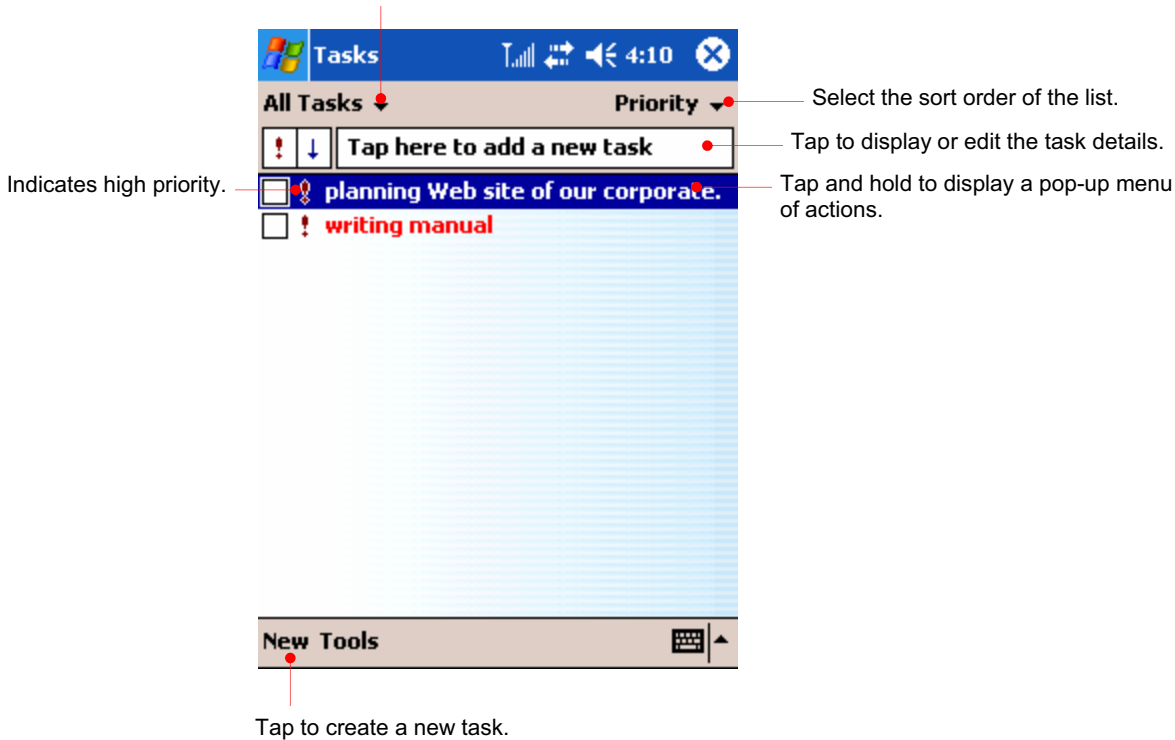 Tasks 4:10
All Tasks Priority
Select the sort order of the list.
Tap here to add a new task
Tap to display or edit the task details.
Indicates high priority.
planning Web site of our corporate.
Tap and hold to display a pop-up menu
of actions.
writing manual
New Tools
Tap to create a new task.